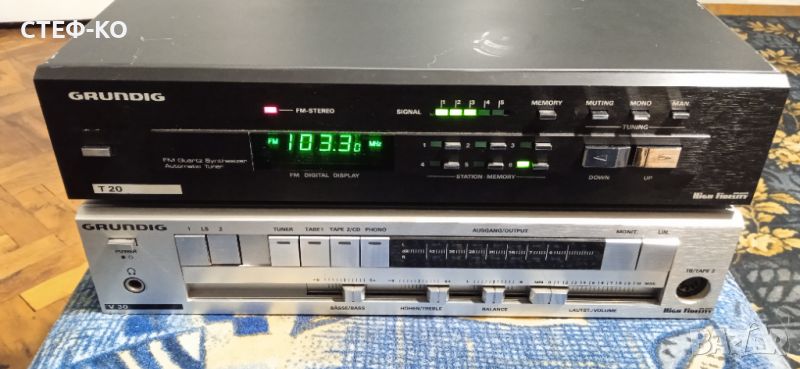 СТЕФ-КО
GRUNDIG
FM-STEREO
SIGNAL 1 2 3 4 5
MEMORY MUTING MONO MAN.
TUNING
FM 103.30 MHz
1 2 3
4 5 6
FM Quartz Synthesizer
Automatic Tuner
FM DIGITAL DISPLAY
STATION MEMORY
DOWN UP
T 20
High Fidelity
GRUNDIG
1 LS 2
TUNER TAPE 1 TAPE 2/CD PHONO
AUSGANG/OUTPUT
MONIT. LIN.
POWER
TB/TAPE 2
V 30
BÄSSE/BASS HÖHEN/TREBLE BALANCE LAUTST./VOLUME
High Fidelity
BAZAR